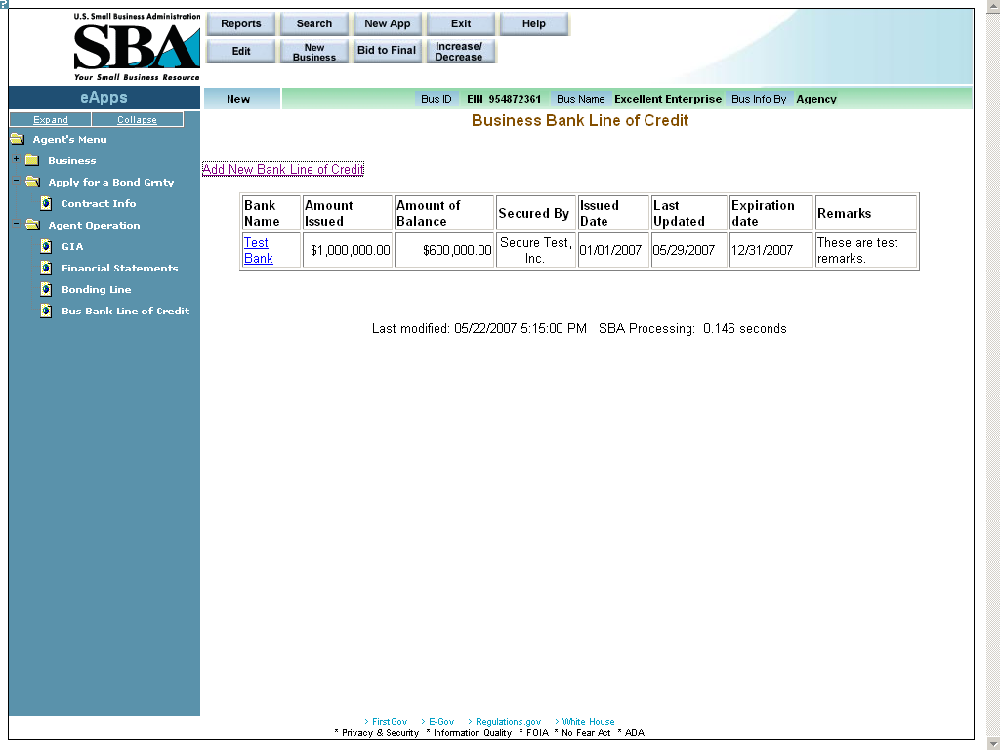 U.S. Small Business Administration
SBA
Your Small Business Resource
Reports Search New App Exit Help
Edit New Business Bid to Final Increase/ Decrease
eApps
New Bus ID EIN 954872361 Bus Name Excellent Enterprise Bus Info By Agency
Expand Collapse
Business Bank Line of Credit
Agent's Menu
Business
Apply for a Bond Grnty
Contract Info
Agent Operation
GIA
Financial Statements
Bonding Line
Bus Bank Line of Credit
Add New Bank Line of Credit
Bank Name Amount Issued Amount of Balance Secured By Issued Date Last Updated Expiration date Remarks
Test Bank $1,000,000.00 $600,000.00 Secure Test, Inc. 01/01/2007 05/29/2007 12/31/2007 These are test remarks.
Last modified: 05/22/2007 5:15:00 PM SBA Processing: 0.146 seconds
> FirstGov > E-Gov > Regulations.gov > White House
* Privacy & Security * Information Quality * FOIA * No Fear Act * ADA